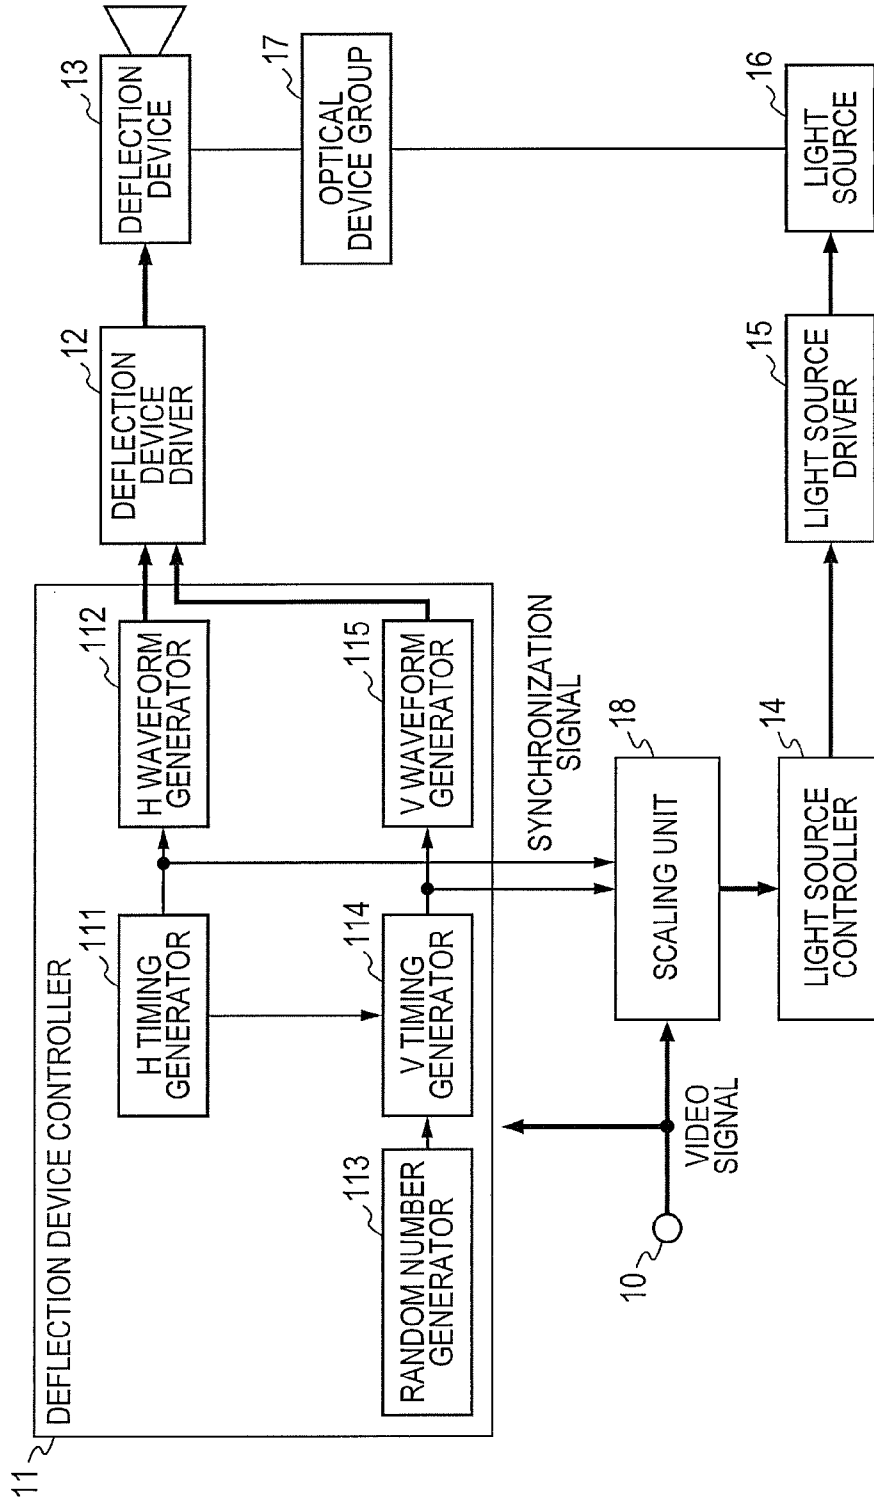 11
DEFLECTION DEVICE CONTROLLER
111
H TIMING
GENERATOR
112
H WAVEFORM
GENERATOR
12
DEFLECTION
DEVICE
DRIVER
13
DEFLECTION
DEVICE
113
RANDOM NUMBER
GENERATOR
114
V TIMING
GENERATOR
115
V WAVEFORM
GENERATOR
17
OPTICAL
DEVICE GROUP
SYNCHRONIZATION
SIGNAL
10
VIDEO
SIGNAL
18
SCALING UNIT
14
LIGHT SOURCE
CONTROLLER
15
LIGHT SOURCE
DRIVER
16
LIGHT
SOURCE